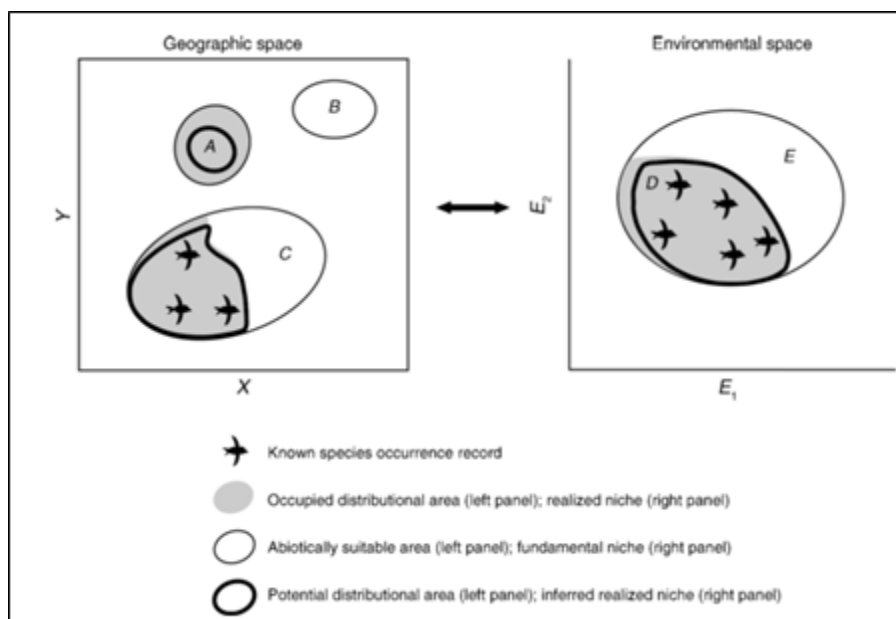 Geographic space
Environmental space
A
B
C
Y
X
D
E
E2
E1
Known species occurrence record
Occupied distributional area (left panel); realized niche (right panel)
Abiotically suitable area (left panel); fundamental niche (right panel)
Potential distributional area (left panel); inferred realized niche (right panel)